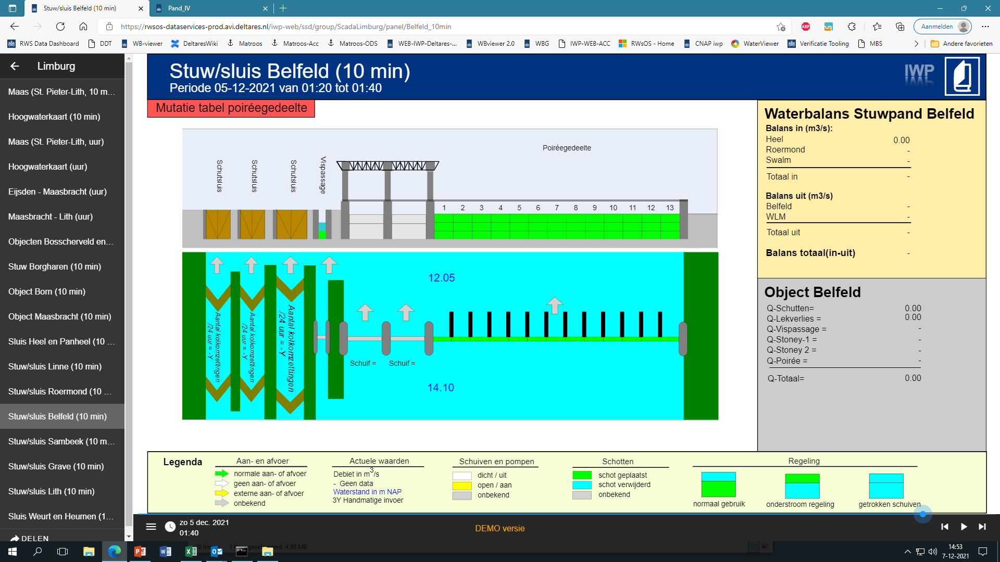 Stuw/sluis Belfeld (10 min)
Pand_IV
https://rwsos-dataservices-prod.avi.deltares.nl/iwp-web/ssd/group/ScadaLimburg/panel/Belfeld_10min
ABP
Aanmelden
RWS Data Dashboard
DDT
WB-viewer
DeltaresWiki
Matroos
Matroos-Acc
Matroos-ODS
WEB-IWP-Deltares-...
WBviewer 2.0
WBG
IWP-WEB-ACC
RWsOS - Home
CNAP iwp
WaterViewer
Verificatie Tooling
MBS
Andere favorieten
Limburg
Maas (St. Pieter-Lith, 10 m...
Hoogwaterkaart (10 min)
Maas (St. Pieter-Lith, uur)
Hoogwaterkaart (uur)
Eijsden - Maasbracht (uur)
Maasbracht - Lith (uur)
Objecten Bosscherveld en...
Stuw Borgharen (10 min)
Object Born (10 min)
Object Maasbracht (10 min)
Sluis Heel en Panheel (10 ...
Stuw/sluis Linne (10 min)
Stuw/sluis Roermond (10 ...
Stuw/sluis Belfeld (10 min)
Stuw/sluis Sambeek (10 m...
Stuw/sluis Grave (10 min)
Stuw/sluis Lith (10 min)
Sluis Weurt en Heumen (1...
DELEN
Stuw/sluis Belfeld (10 min)
Periode 05-12-2021 van 01:20 tot 01:40
IWP
Mutatie tabel poiréegedeelte
Schutsluis
Schutsluis
Schutsluis
Vispasssage
Poiréegedeelte
1 2 3 4 5 6 7 8 9 10 11 12 13
12.05
Aantal kolkomzettingen
/24 uur = -Y
Aantal kolkomzettingen
/24 uur = -Y
Aantal kolkomzettingen
/24 uur = -Y
Schuif =
Schuif =
14.10
Waterbalans Stuwpand Belfeld
Balans in (m3/s):
Heel 0.00
Roermond -
Swalm -
Totaal in -
Balans uit (m3/s)
Belfeld -
WLM -
Totaal uit -
Balans totaal(in-uit) -
Object Belfeld
Q-Schutten= 0.00
Q-Lekverlies = 0.00
Q-Vispassage = -
Q-Stoney-1 = -
Q-Stoney 2 = -
Q-Poirée = -
Q-Totaal= 0.00
Legenda
Aan- en afvoer
normale aan- of afvoer
geen aan- of afvoer
externe aan- of afvoer
onbekend
Actuele waarden
Debiet in m3/s
- Geen data
Waterstand in m NAP
3Y Handmatige invoer
Schuiven en pompen
dicht / uit
open / aan
onbekend
Schotten
schot geplaatst
schot verwijderd
onbekend
Regeling
normaal gebruik
onderstroom regeling
getrokken schuiven
zo 5 dec. 2021
01:40
DEMO versie
4.98 MB
14:53
7-12-2021